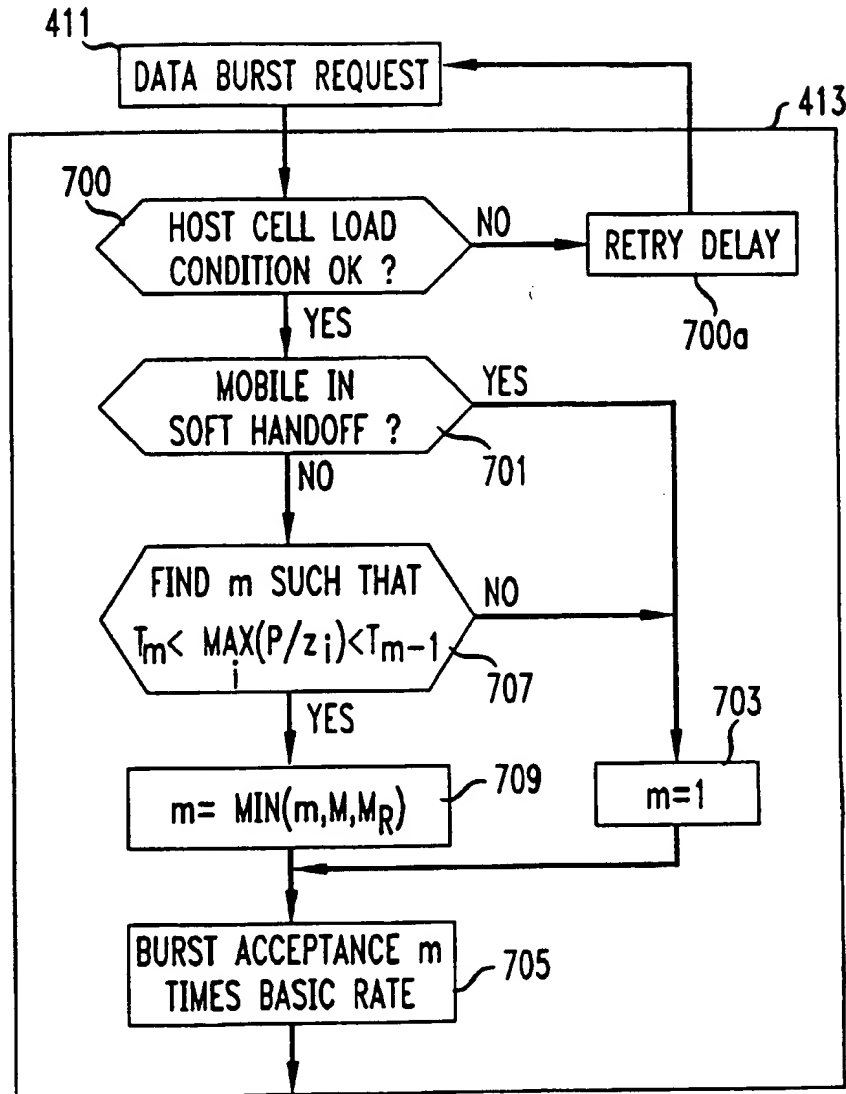 411
DATA BURST REQUEST
413
700
HOST CELL LOAD
CONDITION OK ?
NO
RETRY DELAY
700a
YES
MOBILE IN
SOFT HANDOFF ?
YES
701
NO
FIND m SUCH THAT
Tm< MAX(P/zi)<Tm-1
i
NO
707
YES
703
709
m= MIN(m,M,MR)
m=1
BURST ACCEPTANCE m
TIMES BASIC RATE
705